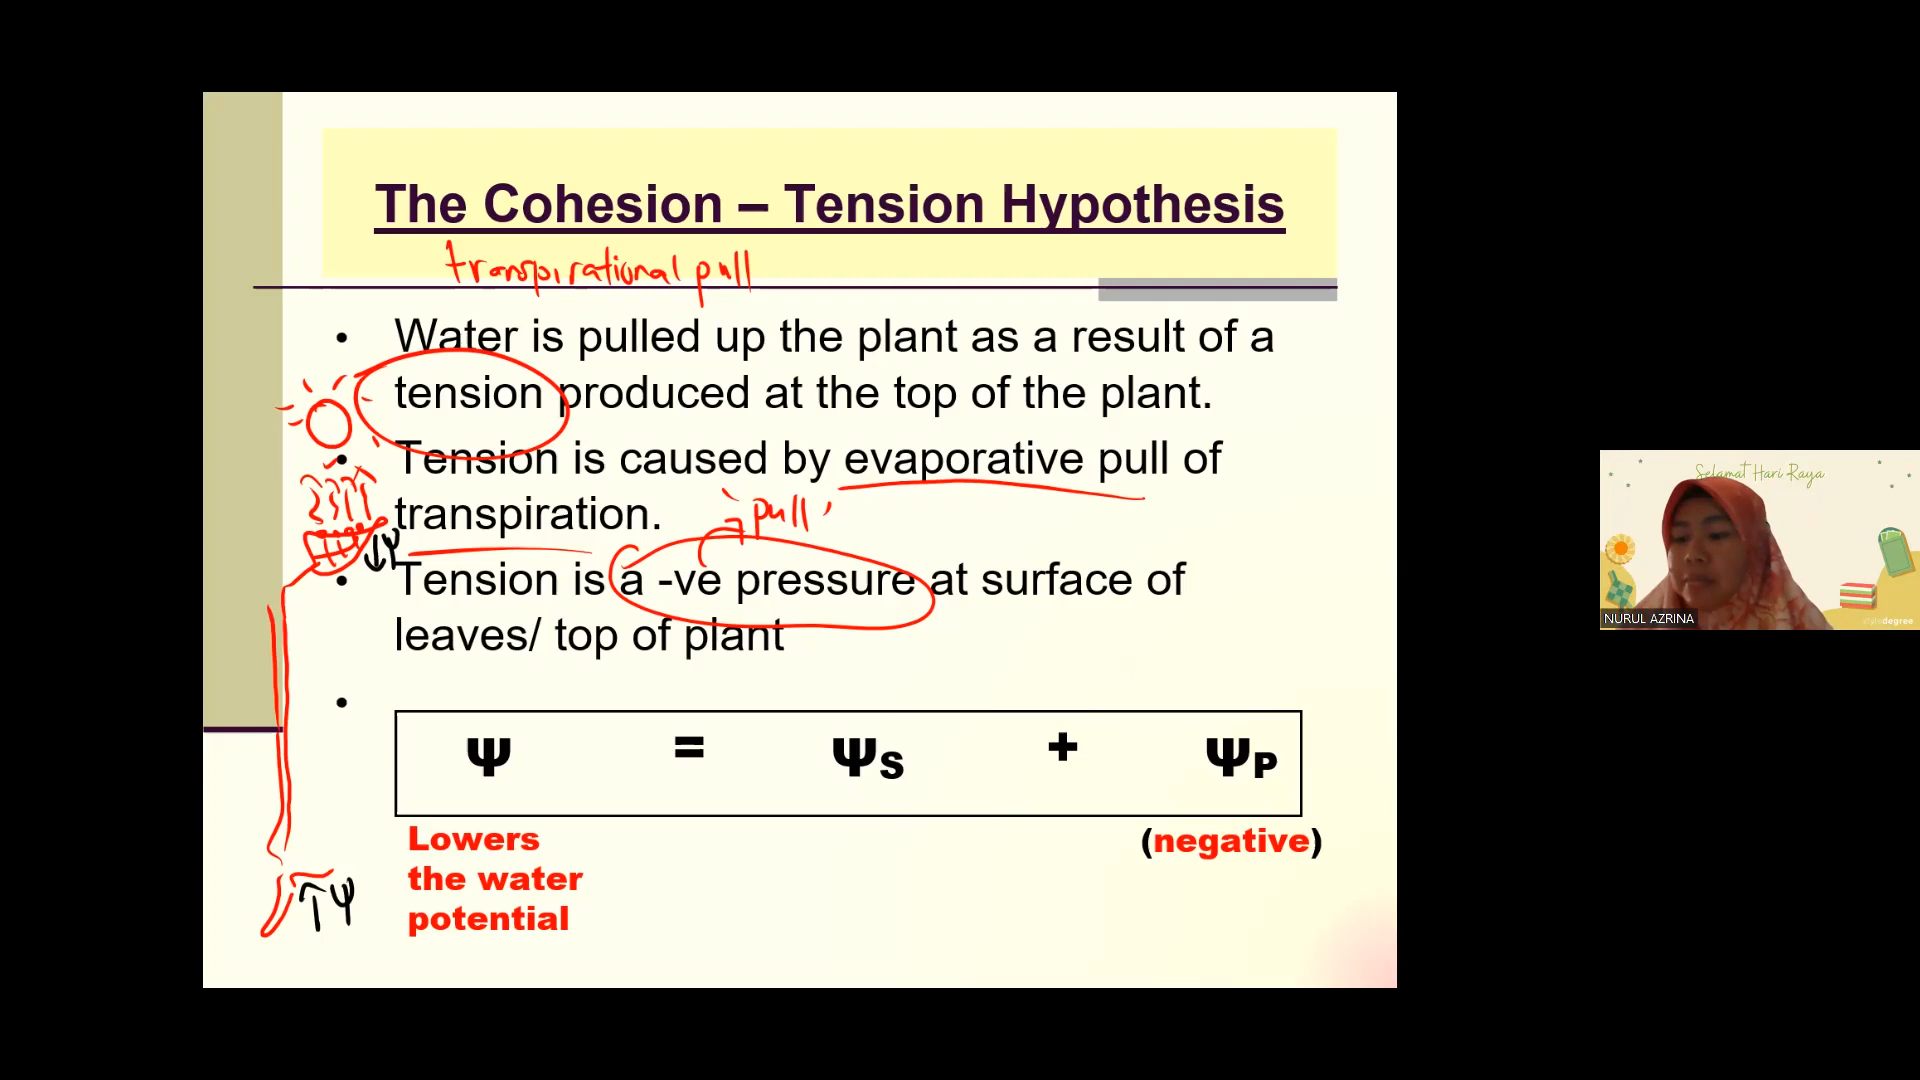 The Cohesion – Tension Hypothesis
transpirational pull
• Water is pulled up the plant as a result of a
tension produced at the top of the plant.
• Tension is caused by evaporative pull of
transpiration.
'pull'
↓Ψ
• Tension is a -ve pressure at surface of
leaves/ top of plant
•
Ψ = ΨS + ΨP
Lowers
the water
potential
(negative)
↑Ψ
Selamat Hari Raya
NURUL AZRINA